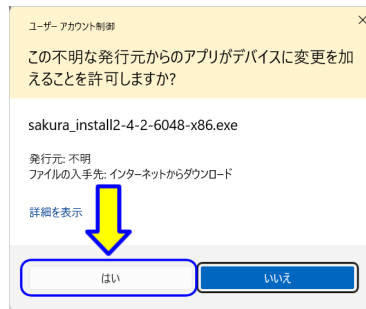 ユーザー アカウント制御
この不明な発行元からのアプリがデバイスに変更を加
えることを許可しますか?
sakura_install2-4-2-6048-x86.exe
発行元: 不明
ファイルの入手先: インターネットからダウンロード
詳細を表示
はい
いいえ